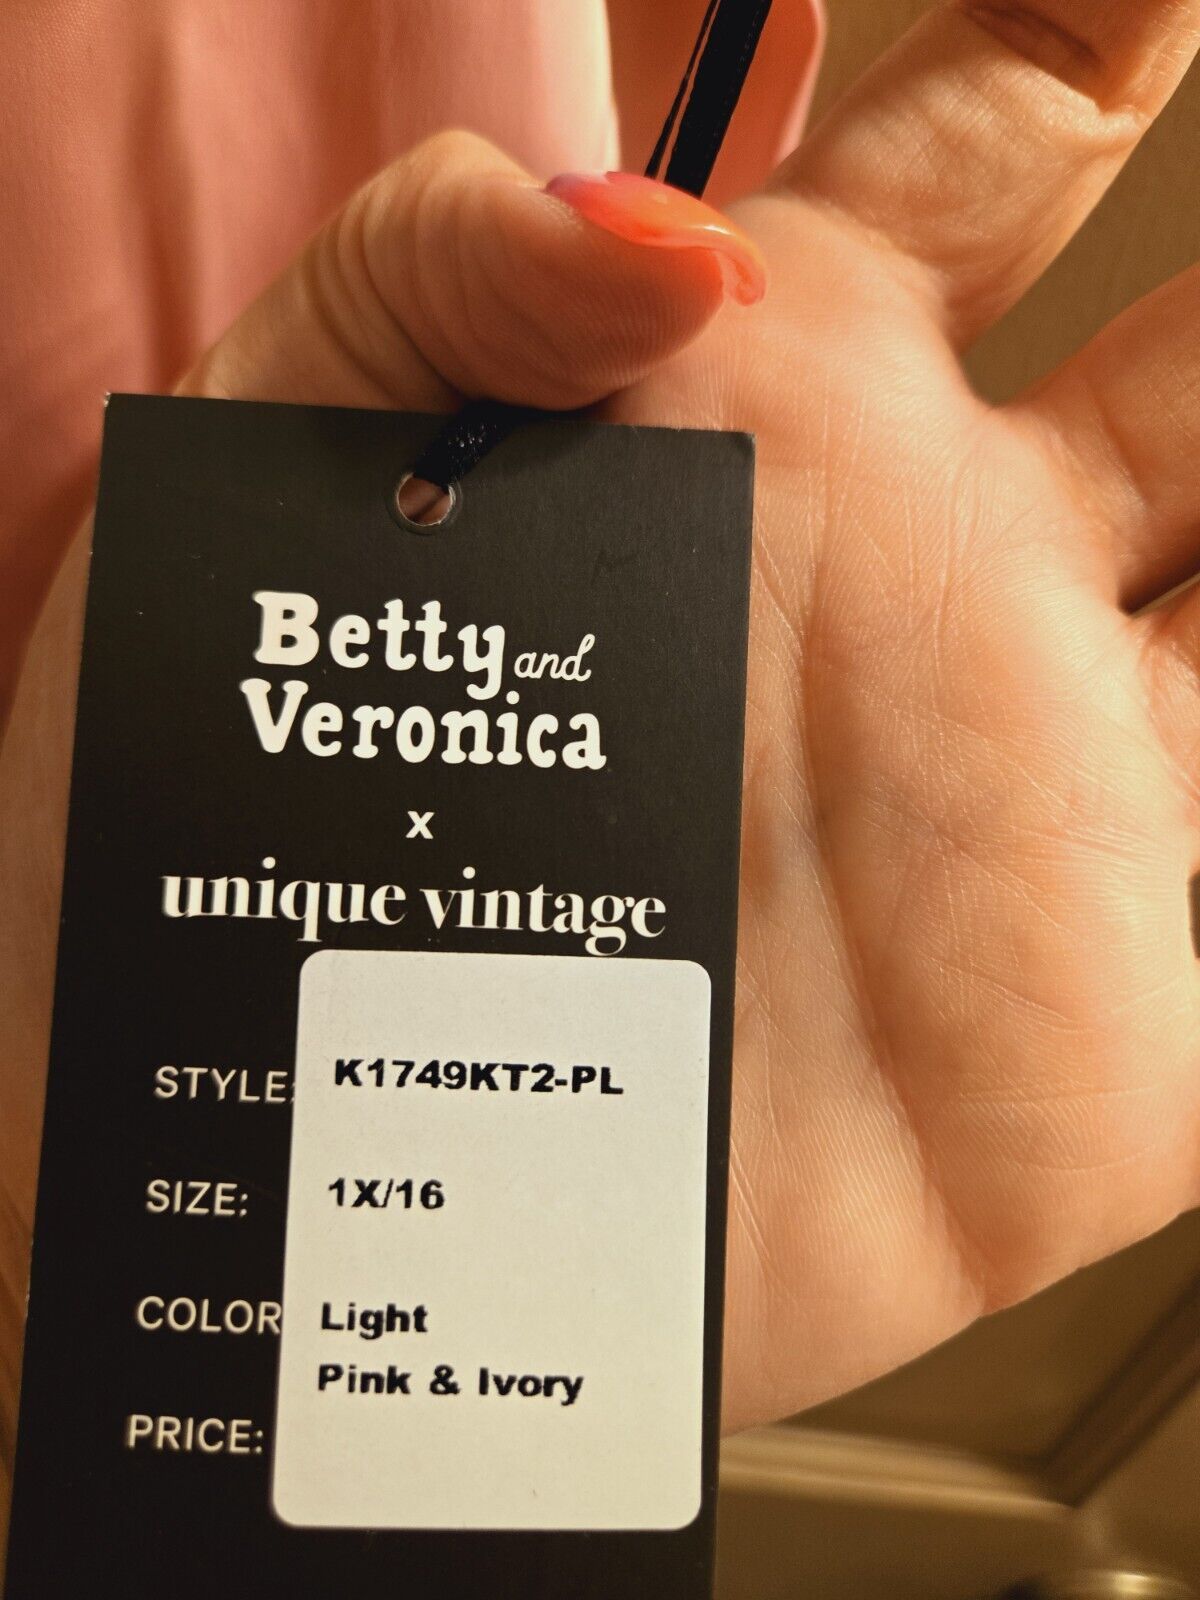 Betty and
Veronica
x
unique vintage
STYLE: K1749KT2-PL
SIZE: 1X/16
COLOR Light
Pink & Ivory
PRICE: